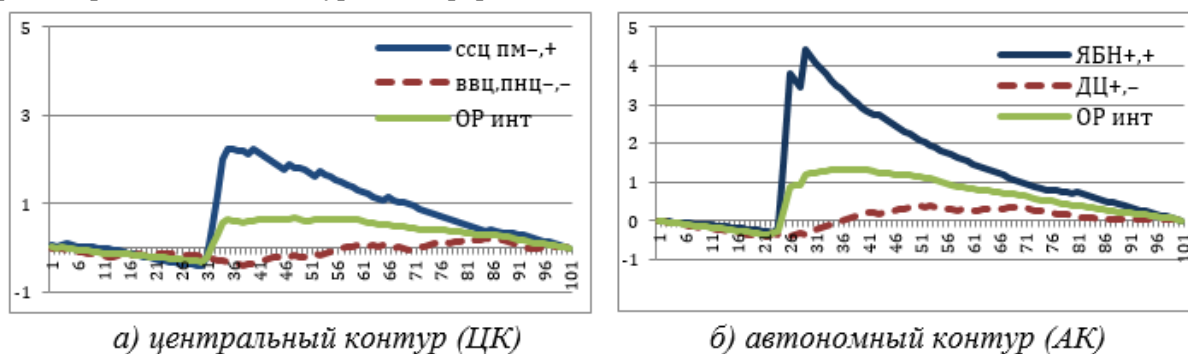 5
3
1
-1
ссц пм−,+
ввц,пнц−,−
ОР инт
1 6 11 16 21 26 31 36 41 46 51 56 61 66 71 76 81 86 91 96 101
5
4
3
2
1
0
-1
ЯБН+,+
ДЦ+,−
ОР инт
1 6 11 16 21 26 31 36 41 46 51 56 61 66 71 76 81 86 91 96 101
а) центральный контур (ЦК)
б) автономный контур (АК)